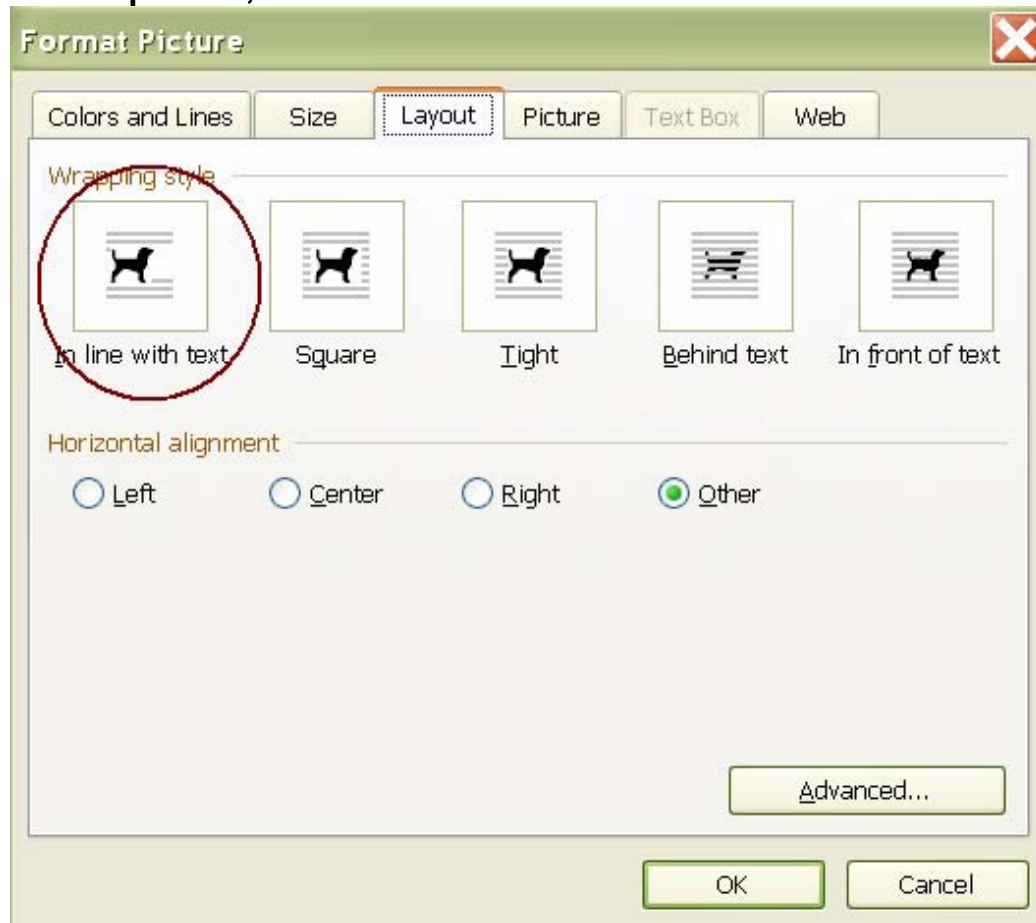 Format Picture
Colors and Lines Size Layout Picture Text Box Web
Wrapping style
In line with text Square Tight Behind text In front of text
Horizontal alignment
Left Center Right Other
Advanced...
OK Cancel